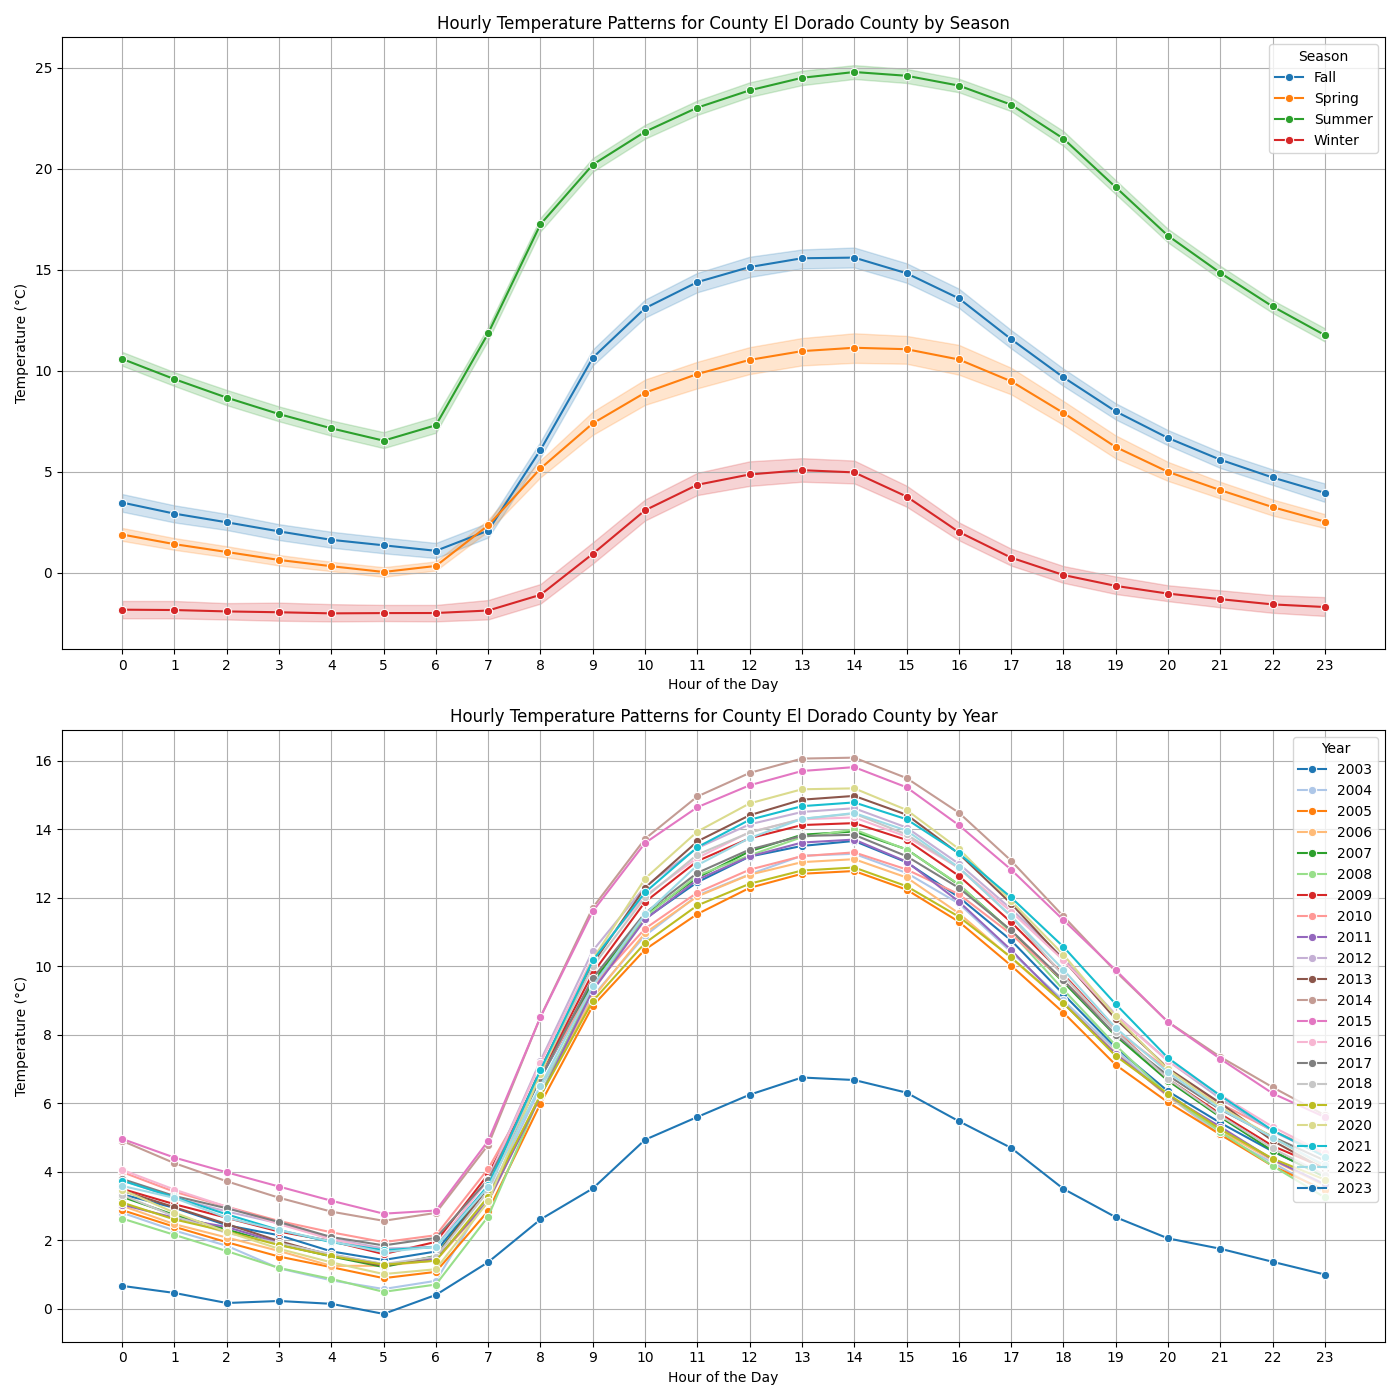 Hourly Temperature Patterns for County El Dorado County by Season
Temperature (°C)
25
20
15
10
5
0
Season
Fall
Spring
Summer
Winter
0 1 2 3 4 5 6 7 8 9 10 11 12 13 14 15 16 17 18 19 20 21 22 23
Hour of the Day
Hourly Temperature Patterns for County El Dorado County by Year
Temperature (°C)
16
14
12
10
8
6
4
2
0
Year
2003
2004
2005
2006
2007
2008
2009
2010
2011
2012
2013
2014
2015
2016
2017
2018
2019
2020
2021
2022
2023
0 1 2 3 4 5 6 7 8 9 10 11 12 13 14 15 16 17 18 19 20 21 22 23
Hour of the Day